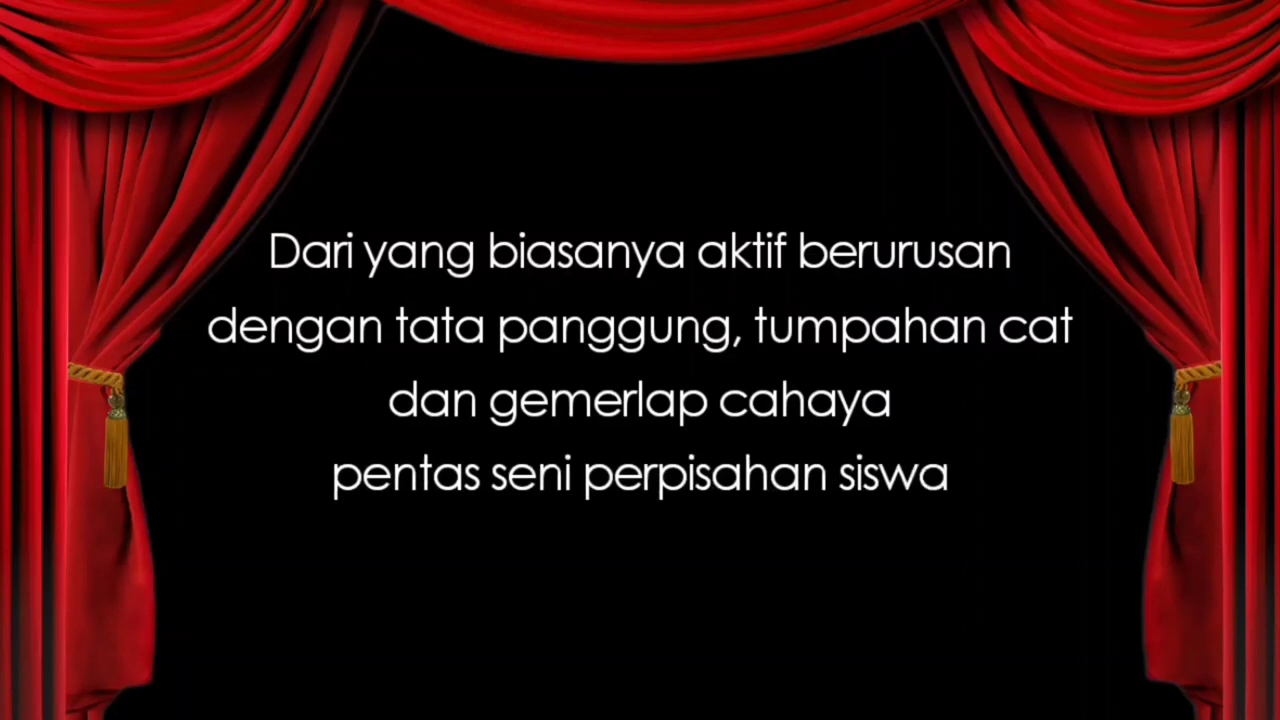 Dari yang biasanya aktif berurusan
dengan tata panggung, tumpahan cat
dan gemerlap cahaya
pentas seni perpisahan siswa